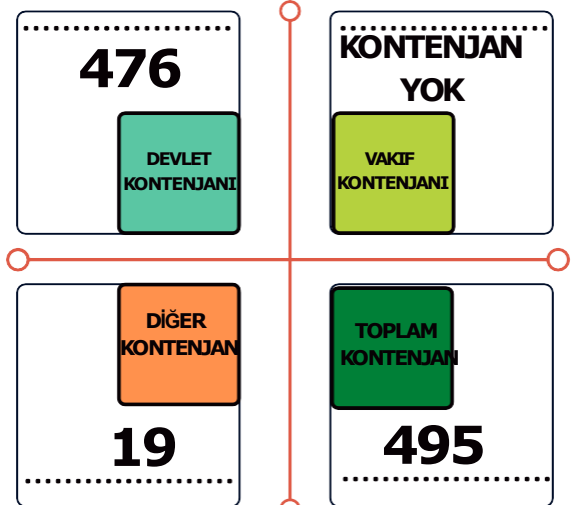 476
DEVLET
KONTENJANI
KONTENJAN
YOK
VAKIF
KONTENJANI
DİĞER
KONTENJAN
19
TOPLAM
KONTENJAN
495